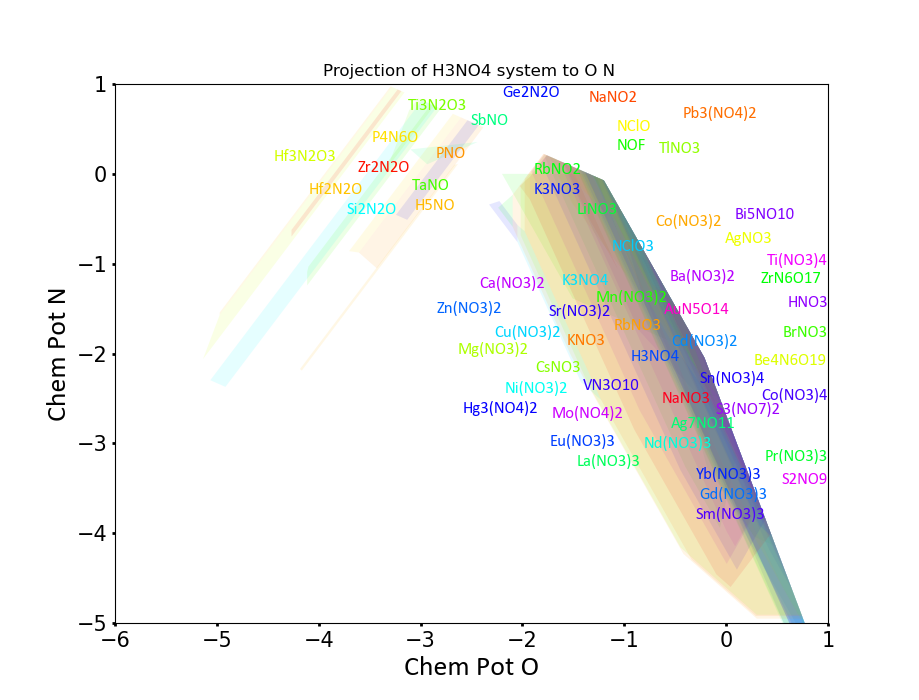 Projection of H3NO4 system to O N
Chem Pot N
1
0
−1
−2
−3
−4
−5
Ge2N2O
NaNO2
Ti3N2O3
Pb3(NO4)2
SbNO
NClO
P4N6O
NOF
TlNO3
PNO
Hf3N2O3
Zr2N2O
RbNO2
TaNO
Hf2N2O
K3NO3
H5NO
Si2N2O
LiNO3
Bi5NO10
Co(NO3)2
AgNO3
NClO3
Ti(NO3)4
Ba(NO3)2
ZrN6O17
K3NO4
Ca(NO3)2
Mn(NO3)2
HNO3
Zn(NO3)2
Sr(NO3)2
AuN5O14
RbNO3
Cu(NO3)2
BrNO3
KNO3
Cd(NO3)2
Mg(NO3)2
H3NO4
Be4N6O19
CsNO3
Sn(NO3)4
Ni(NO3)2
VN3O10
Co(NO3)4
NaNO3
Hg3(NO4)2
Mo(NO4)2
S3(NO7)2
Ag7NO11
Eu(NO3)3
Nd(NO3)3
La(NO3)3
Pr(NO3)3
Yb(NO3)3
S2NO9
Gd(NO3)3
Sm(NO3)3
−6 −5 −4 −3 −2 −1 0 1
Chem Pot O